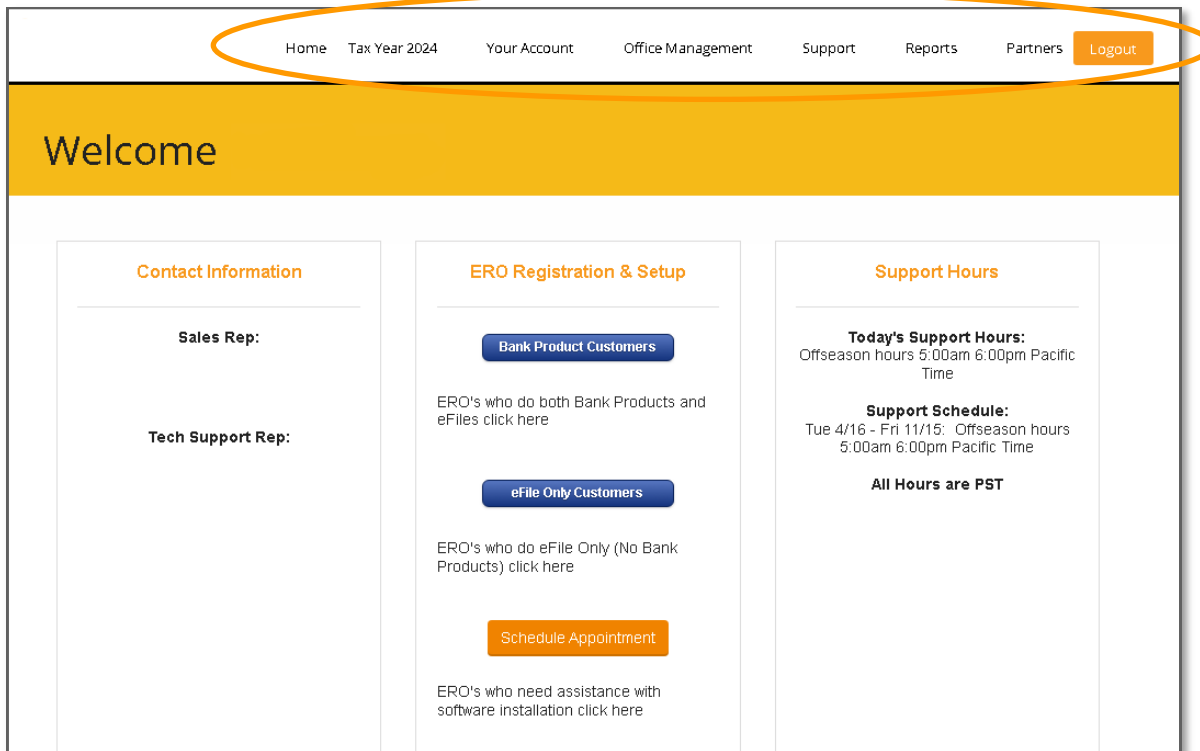 Home Tax Year 2024 Your Account Office Management Support Reports Partners Logout
Welcome
Contact Information
Sales Rep:
Tech Support Rep:
ERO Registration & Setup
Bank Product Customers
ERO's who do both Bank Products and
eFiles click here
eFile Only Customers
ERO's who do eFile Only (No Bank
Products) click here
Schedule Appointment
ERO's who need assistance with
software installation click here
Support Hours
Today's Support Hours:
Offseason hours 5:00am 6:00pm Pacific
Time
Support Schedule:
Tue 4/16 - Fri 11/15: Offseason hours
5:00am 6:00pm Pacific Time
All Hours are PST